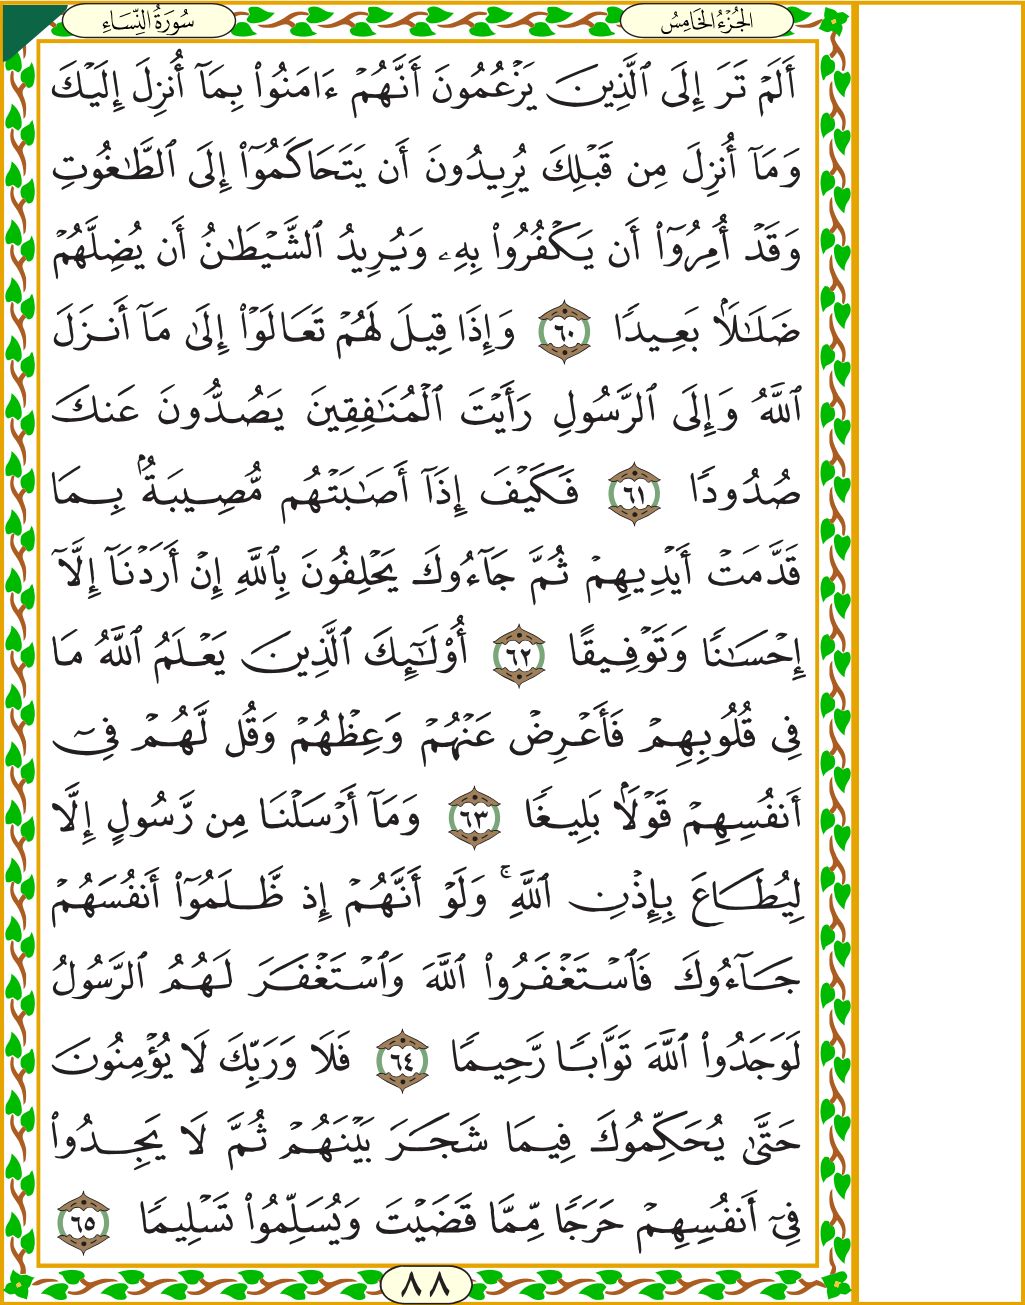 الجُزْءُ الخَامِسُ
سُورَةُ النِّسَاءِ
أَلَمْ تَرَ إِلَى ٱلَّذِينَ يَزْعُمُونَ أَنَّهُمْ ءَامَنُوا۟ بِمَآ أُنزِلَ إِلَيْكَ
وَمَآ أُنزِلَ مِن قَبْلِكَ يُرِيدُونَ أَن يَتَحَاكَمُوٓا۟ إِلَى ٱلطَّـٰغُوتِ
وَقَدْ أُمِرُوٓا۟ أَن يَكْفُرُوا۟ بِهِۦ وَيُرِيدُ ٱلشَّيْطَـٰنُ أَن يُضِلَّهُمْ
ضَلَـٰلًۢا بَعِيدًا ٦٠ وَإِذَا قِيلَ لَهُمْ تَعَالَوْا۟ إِلَىٰ مَآ أَنزَلَ
ٱللَّهُ وَإِلَى ٱلرَّسُولِ رَأَيْتَ ٱلْمُنَـٰفِقِينَ يَصُدُّونَ عَنكَ
صُدُودًا ٦١ فَكَيْفَ إِذَآ أَصَـٰبَتْهُم مُّصِيبَةٌۢ بِمَا
قَدَّمَتْ أَيْدِيهِمْ ثُمَّ جَآءُوكَ يَحْلِفُونَ بِٱللَّهِ إِنْ أَرَدْنَآ إِلَّآ
إِحْسَـٰنًا وَتَوْفِيقًا ٦٢ أُو۟لَـٰٓئِكَ ٱلَّذِينَ يَعْلَمُ ٱللَّهُ مَا
فِى قُلُوبِهِمْ فَأَعْرِضْ عَنْهُمْ وَعِظْهُمْ وَقُل لَّهُمْ فِىٓ
أَنفُسِهِمْ قَوْلًۢا بَلِيغًا ٦٣ وَمَآ أَرْسَلْنَا مِن رَّسُولٍ إِلَّا
لِيُطَاعَ بِإِذْنِ ٱللَّهِ ۚ وَلَوْ أَنَّهُمْ إِذ ظَّلَمُوٓا۟ أَنفُسَهُمْ
جَآءُوكَ فَٱسْتَغْفَرُوا۟ ٱللَّهَ وَٱسْتَغْفَرَ لَهُمُ ٱلرَّسُولُ
لَوَجَدُوا۟ ٱللَّهَ تَوَّابًا رَّحِيمًا ٦٤ فَلَا وَرَبِّكَ لَا يُؤْمِنُونَ
حَتَّىٰ يُحَكِّمُوكَ فِيمَا شَجَرَ بَيْنَهُمْ ثُمَّ لَا يَجِدُوا۟
فِىٓ أَنفُسِهِمْ حَرَجًا مِّمَّا قَضَيْتَ وَيُسَلِّمُوا۟ تَسْلِيمًا ٦٥
٨٨